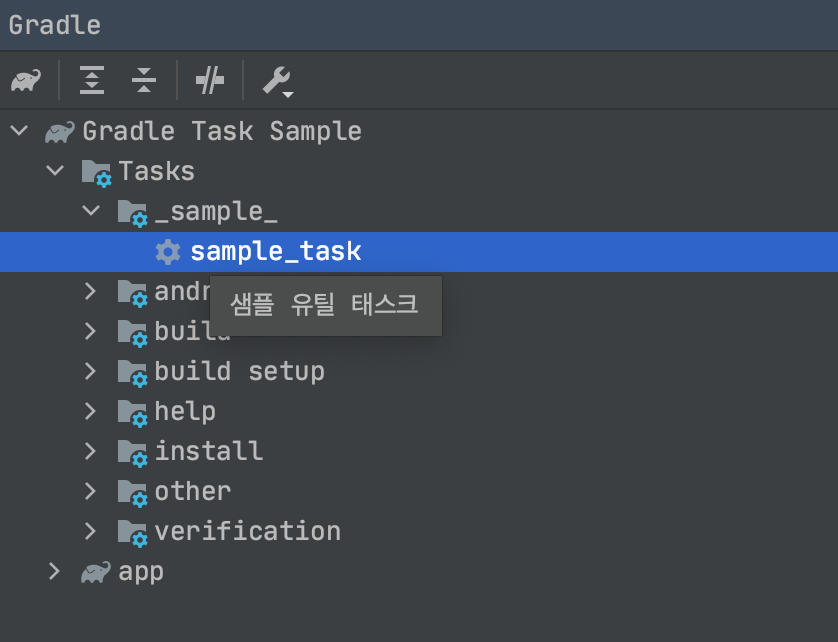 Gradle
Gradle Task Sample
Tasks
_sample_
sample_task
andr
샘플 유틸 태스크
build
build setup
help
install
other
verification
app